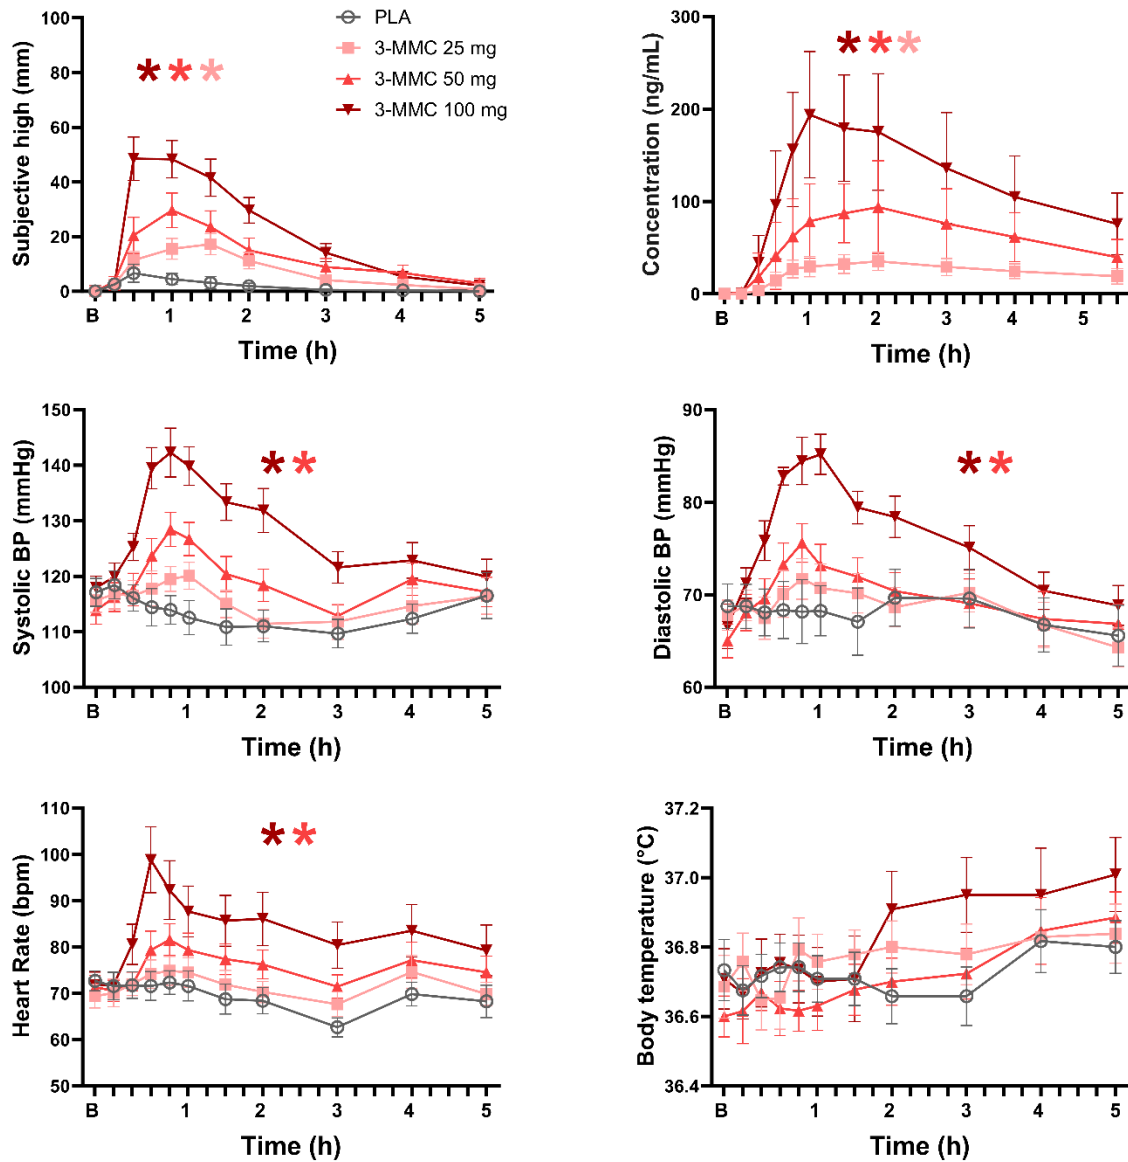 Subjective high (mm)
100
80
60
40
20
0
B 1 2 3 4 5
Time (h)
PLA
3-MMC 25 mg
3-MMC 50 mg
3-MMC 100 mg
* * *
Concentration (ng/mL)
300
200
100
0
B 1 2 3 4 5
Time (h)
* * *
Systolic BP (mmHg)
150
140
130
120
110
100
B 1 2 3 4 5
Time (h)
* *
Diastolic BP (mmHg)
90
80
70
60
B 1 2 3 4 5
Time (h)
* *
Heart Rate (bpm)
110
100
90
80
70
60
50
B 1 2 3 4 5
Time (h)
* *
Body temperature (°C)
37.2
37.0
36.8
36.6
36.4
B 1 2 3 4 5
Time (h)